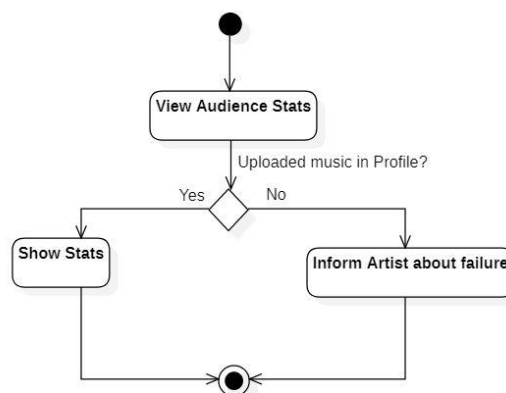 View Audience Stats
Uploaded music in Profile?
Yes
No
Show Stats
Inform Artist about failure